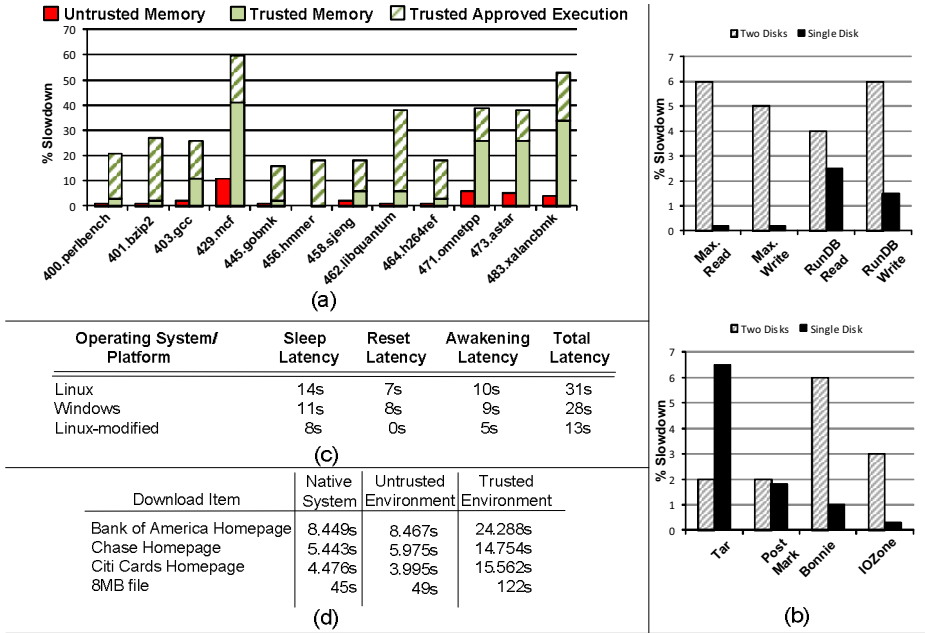 Untrusted Memory Trusted Memory Trusted Approved Execution
% Slowdown
70
60
50
40
30
20
10
0
400.perlbench
401.bzip2
403.gcc
429.mcf
445.gobmk
456.hmmer
458.sjeng
462.libquantum
464.h264ref
471.omnetpp
473.astar
483.xalancbmk
(a)
Operating System/ Platform
Sleep Latency
Reset Latency
Awakening Latency
Total Latency
Linux 14s 7s 10s 31s
Windows 11s 8s 9s 28s
Linux-modified 8s 0s 5s 13s
(c)
Download Item
Native System
Untrusted Environment
Trusted Environment
Bank of America Homepage 8.449s 8.467s 24.288s
Chase Homepage 5.443s 5.975s 14.754s
Citi Cards Homepage 4.476s 3.995s 15.562s
8MB file 45s 49s 122s
(d)
Two Disks Single Disk
% Slowdown
7
6
5
4
3
2
1
0
Max. Read
Max. Write
RunDB Read
RunDB Write
Two Disks Single Disk
% Slowdown
7
6
5
4
3
2
1
0
Tar
Post Mark
Bonnie
IOZone
(b)